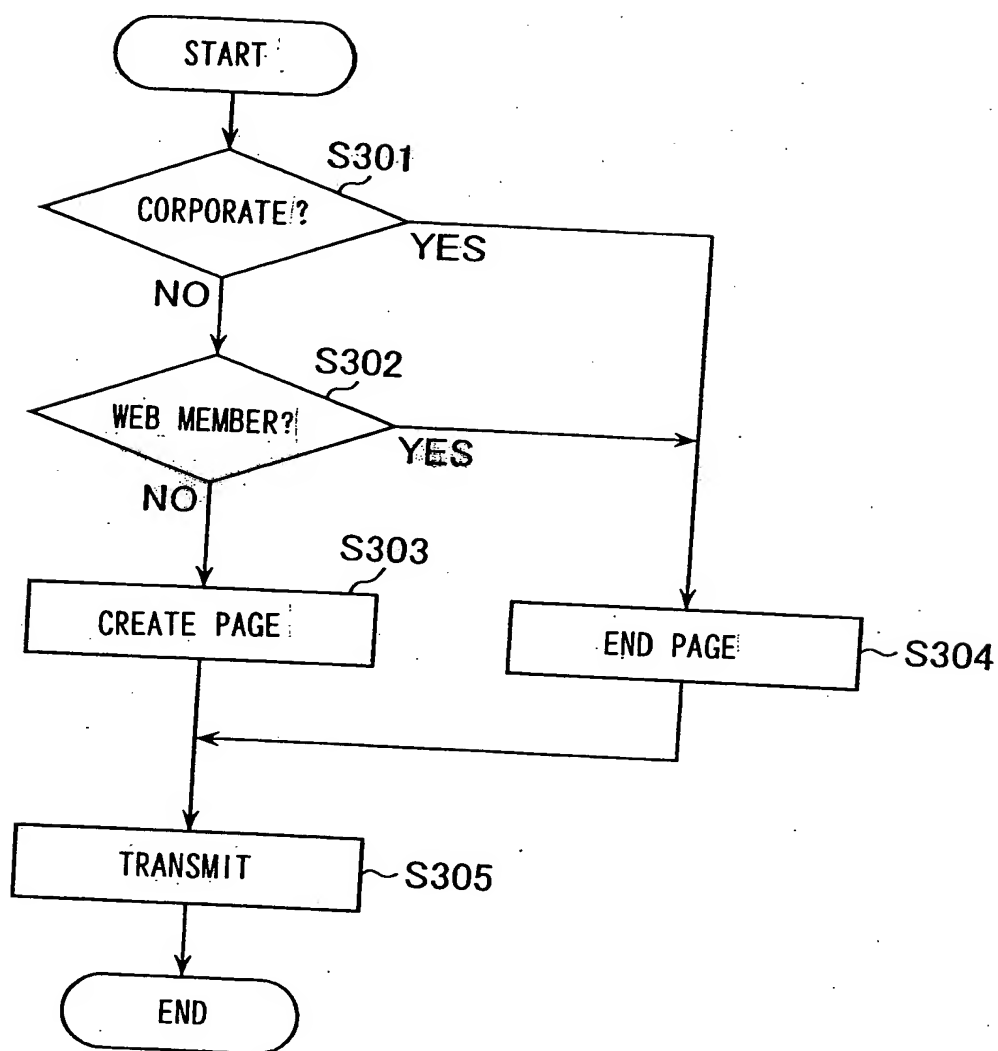 START
S301
CORPORATE?
YES
NO
S302
WEB MEMBER?
YES
NO
S303
CREATE PAGE
END PAGE
S304
TRANSMIT
S305
END